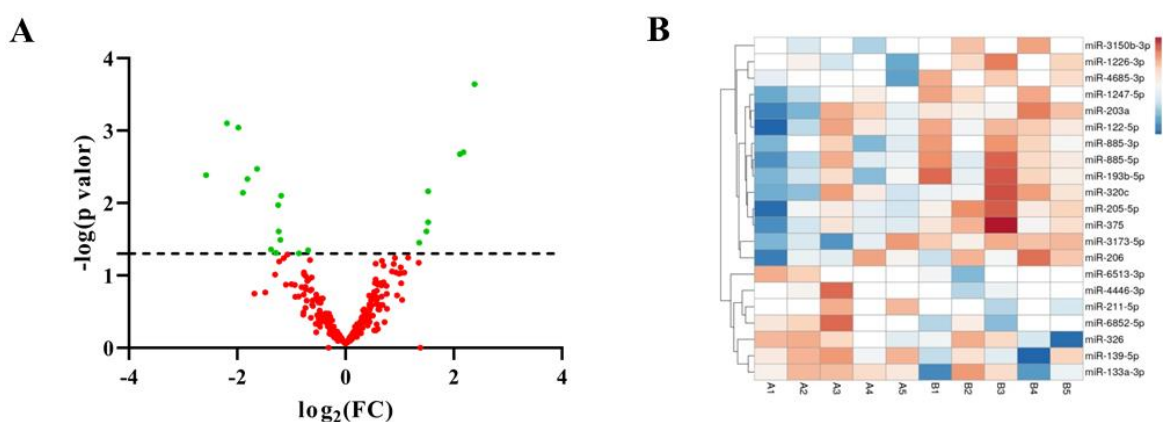 A
B
4
3
2
1
0
-log(p valor)
-4
-2
0
2
4
log2(FC)
miR-3150b-3p
miR-1226-3p
miR-4685-3p
miR-1247-5p
miR-203a
miR-122-5p
miR-885-3p
miR-885-5p
miR-193b-5p
miR-320c
miR-205-5p
miR-375
miR-3173-5p
miR-206
miR-6513-3p
miR-4446-3p
miR-211-5p
miR-6852-5p
miR-326
miR-139-5p
miR-133a-3p
A1
A2
A3
A4
A5
B1
B2
B3
B4
B5